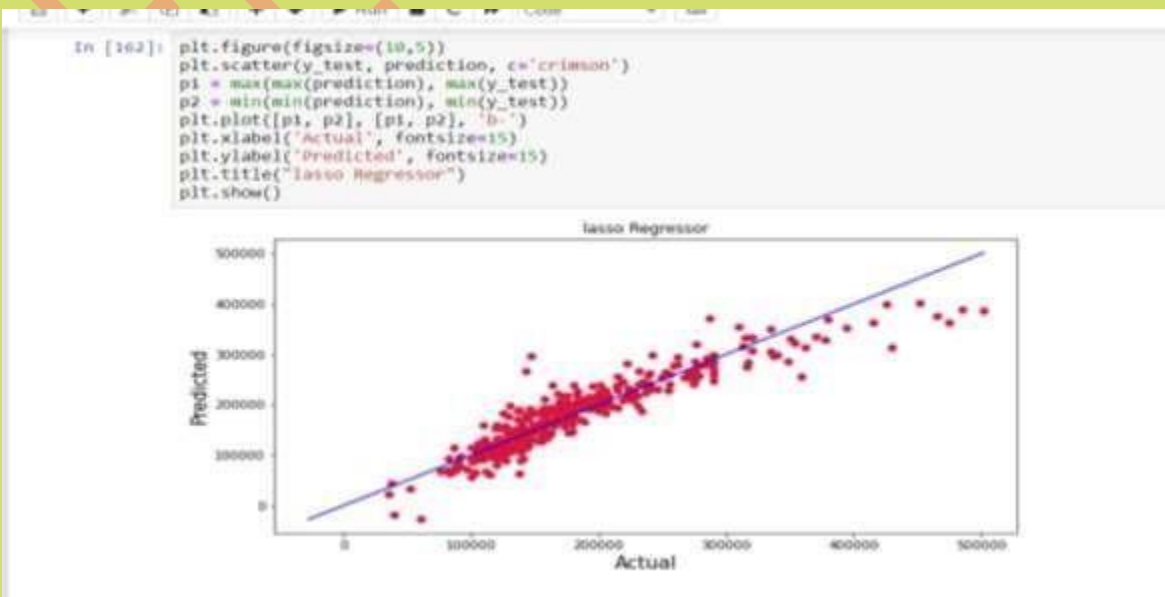 Run
Code
In [162]: plt.figure(figsize=(10,5))
plt.scatter(y_test, prediction, c='crimson')
p1 = max(max(prediction), max(y_test))
p2 = min(min(prediction), min(y_test))
plt.plot([p1, p2], [p1, p2], 'b-')
plt.xlabel('Actual', fontsize=15)
plt.ylabel('Predicted', fontsize=15)
plt.title("lasso Regressor")
plt.show()
lasso Regressor
500000
400000
300000
200000
100000
0
Predicted
0 100000 200000 300000 400000 500000
Actual